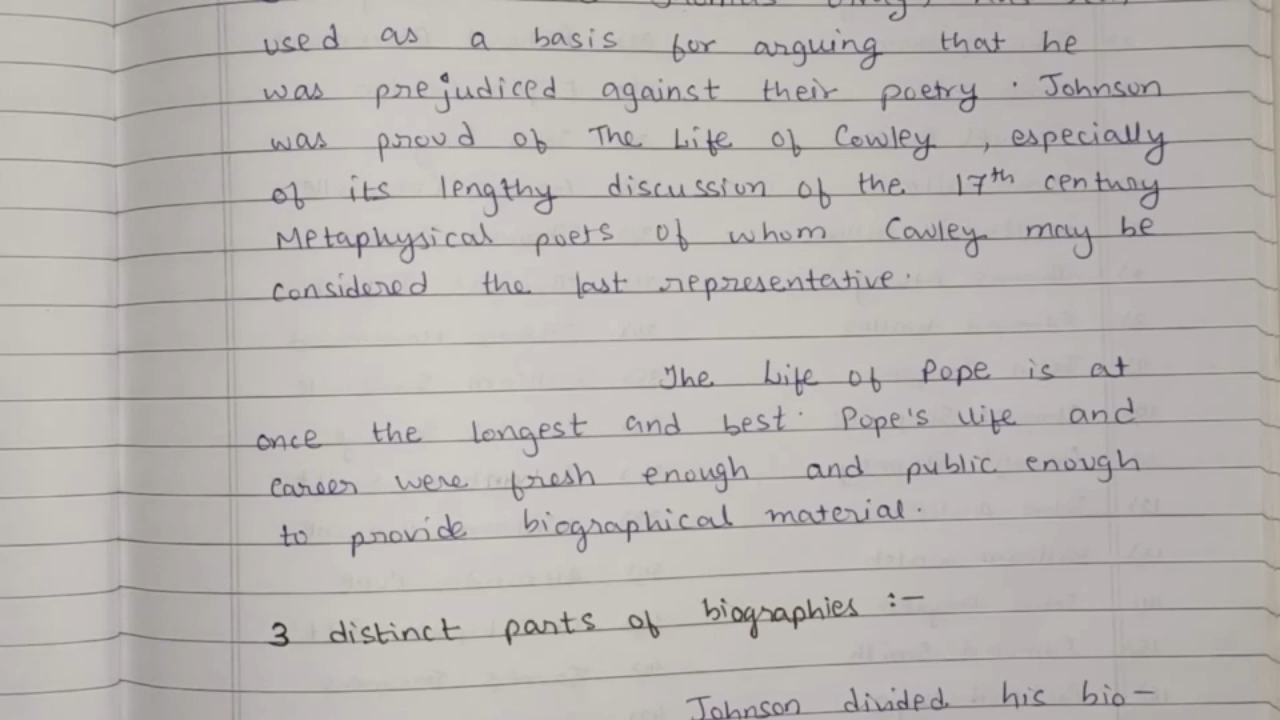 used as a basis for arguing that he
was prejudiced against their poetry. Johnson
was proud of The Life of Cowley, especially
of its lengthy discussion of the 17th century
Metaphysical poets of whom Cowley may be
considered the last representative.
The Life of Pope is at
once the longest and best. Pope's life and
career were fresh enough and public enough
to provide biographical material.
3 distinct parts of biographies :-
Johnson divided his bio-